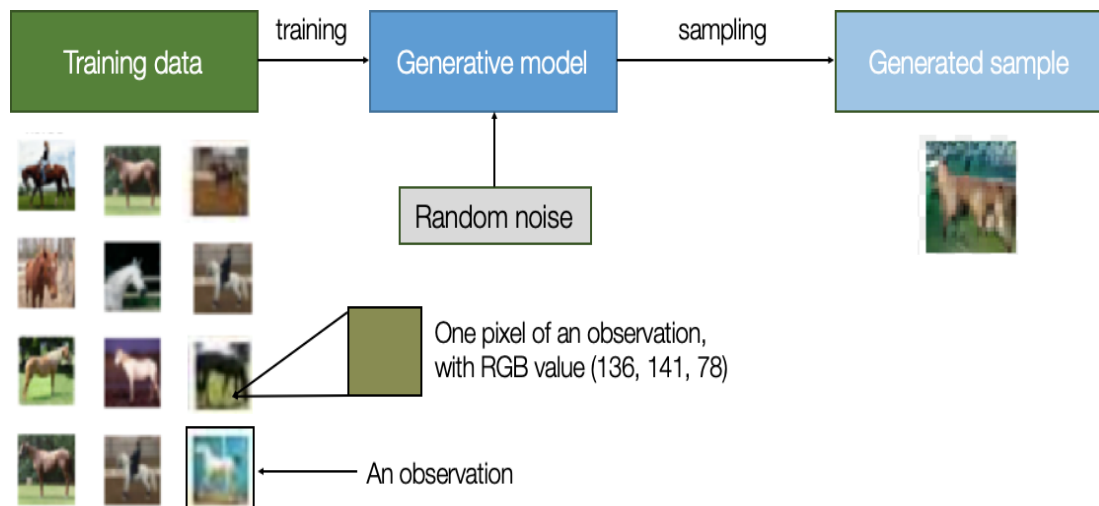 Training data
training
Generative model
sampling
Generated sample
Random noise
One pixel of an observation,
with RGB value (136, 141, 78)
An observation